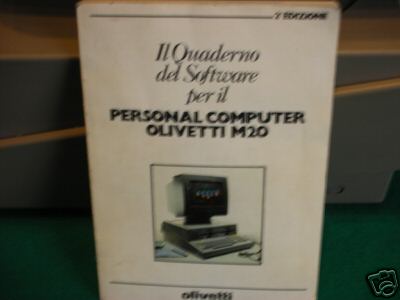 2ª EDIZIONE
Il Quaderno
del Software
per il
PERSONAL COMPUTER
OLIVETTI M20
olivetti